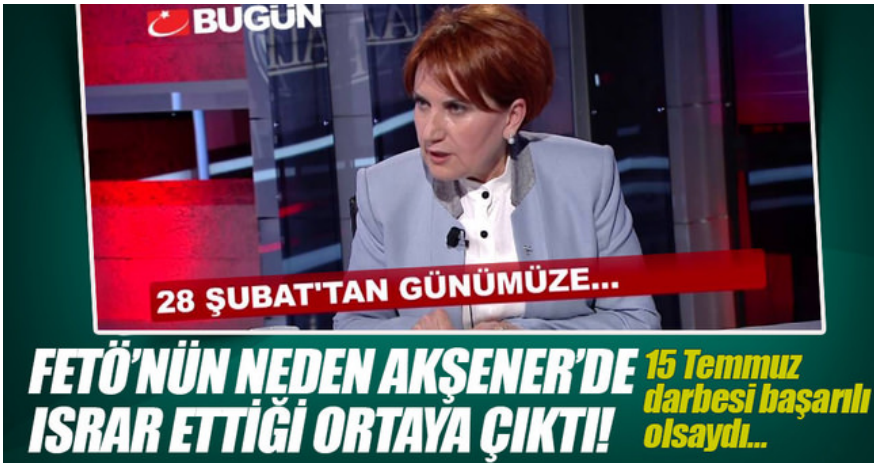 BUGÜN
28 ŞUBAT'TAN GÜNÜMÜZE...
FETÖ'NÜN NEDEN AKŞENER'DE
ISRAR ETTİĞİ ORTAYA ÇIKTI!
15 Temmuz
darbesi başarılı
olsaydı...